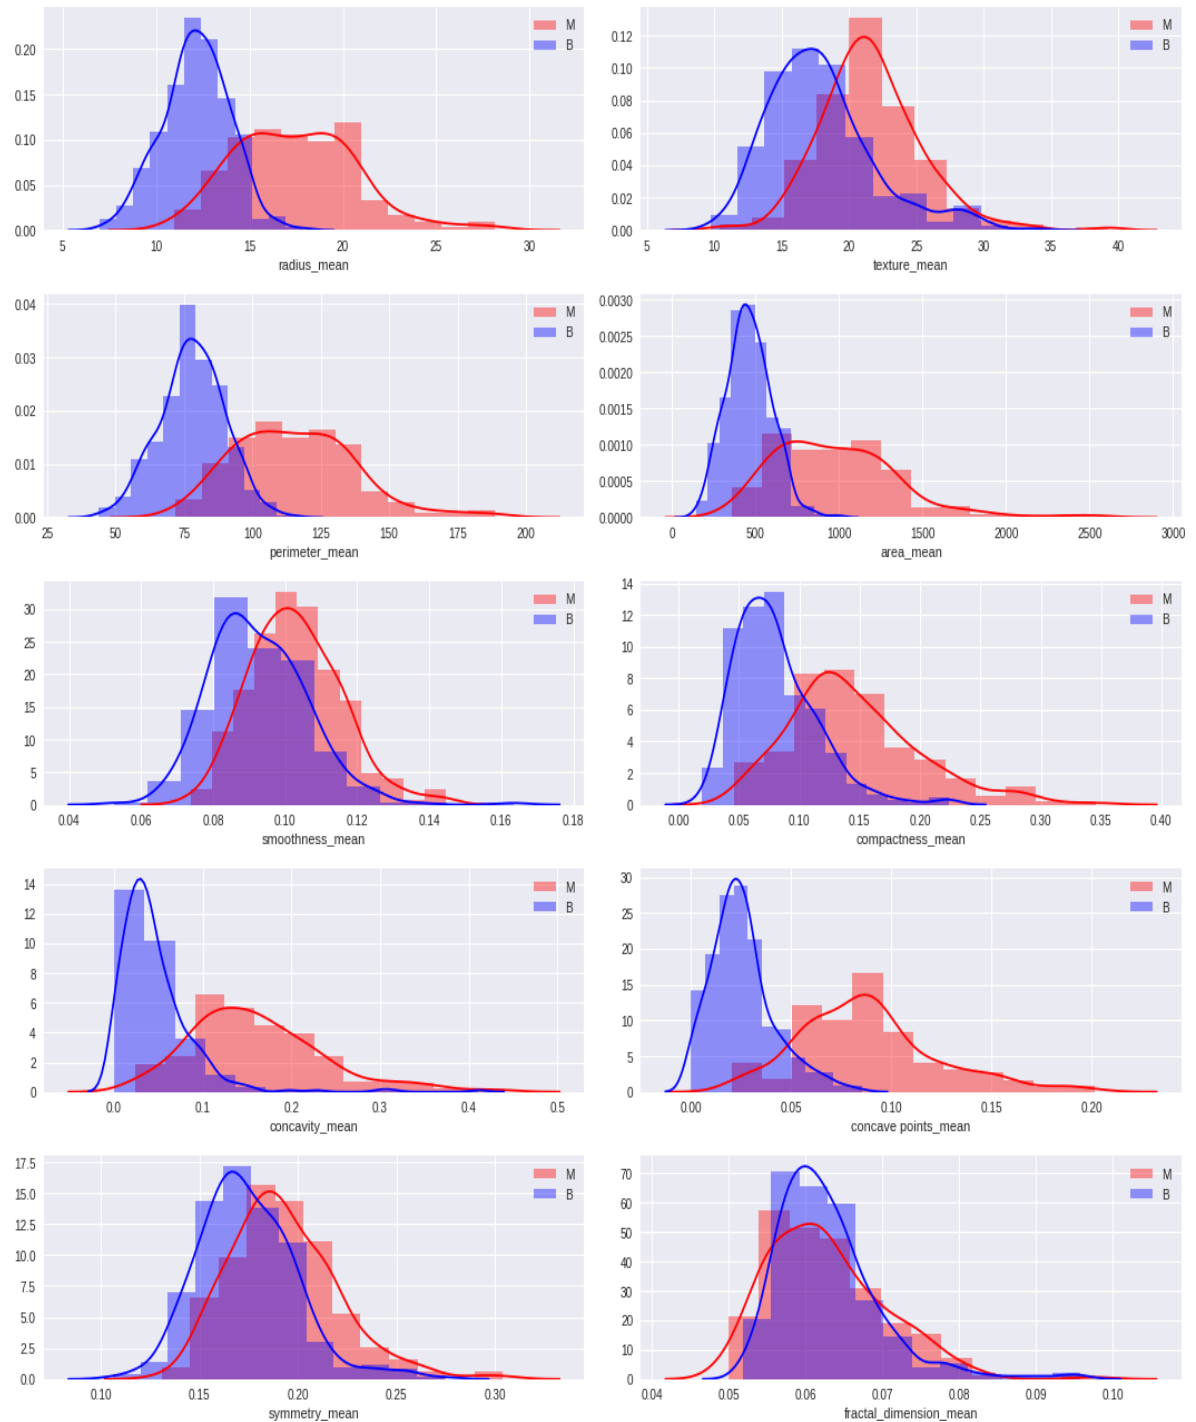 M
B
0.20
0.15
0.10
0.05
0.00
5 10 15 20 25 30
radius_mean
M
B
0.12
0.10
0.08
0.06
0.04
0.02
0.00
5 10 15 20 25 30 35 40
texture_mean
M
B
0.04
0.03
0.02
0.01
0.00
25 50 75 100 125 150 175 200
perimeter_mean
M
B
0.0030
0.0025
0.0020
0.0015
0.0010
0.0005
0.0000
0 500 1000 1500 2000 2500 3000
area_mean
M
B
30
25
20
15
10
5
0
0.04 0.06 0.08 0.10 0.12 0.14 0.16 0.18
smoothness_mean
M
B
14
12
10
8
6
4
2
0
0.00 0.05 0.10 0.15 0.20 0.25 0.30 0.35 0.40
compactness_mean
M
B
14
12
10
8
6
4
2
0
0.0 0.1 0.2 0.3 0.4 0.5
concavity_mean
M
B
30
25
20
15
10
5
0
0.00 0.05 0.10 0.15 0.20
concave points_mean
M
B
17.5
15.0
12.5
10.0
7.5
5.0
2.5
0.0
0.10 0.15 0.20 0.25 0.30
symmetry_mean
M
B
70
60
50
40
30
20
10
0
0.04 0.05 0.06 0.07 0.08 0.09 0.10
fractal_dimension_mean